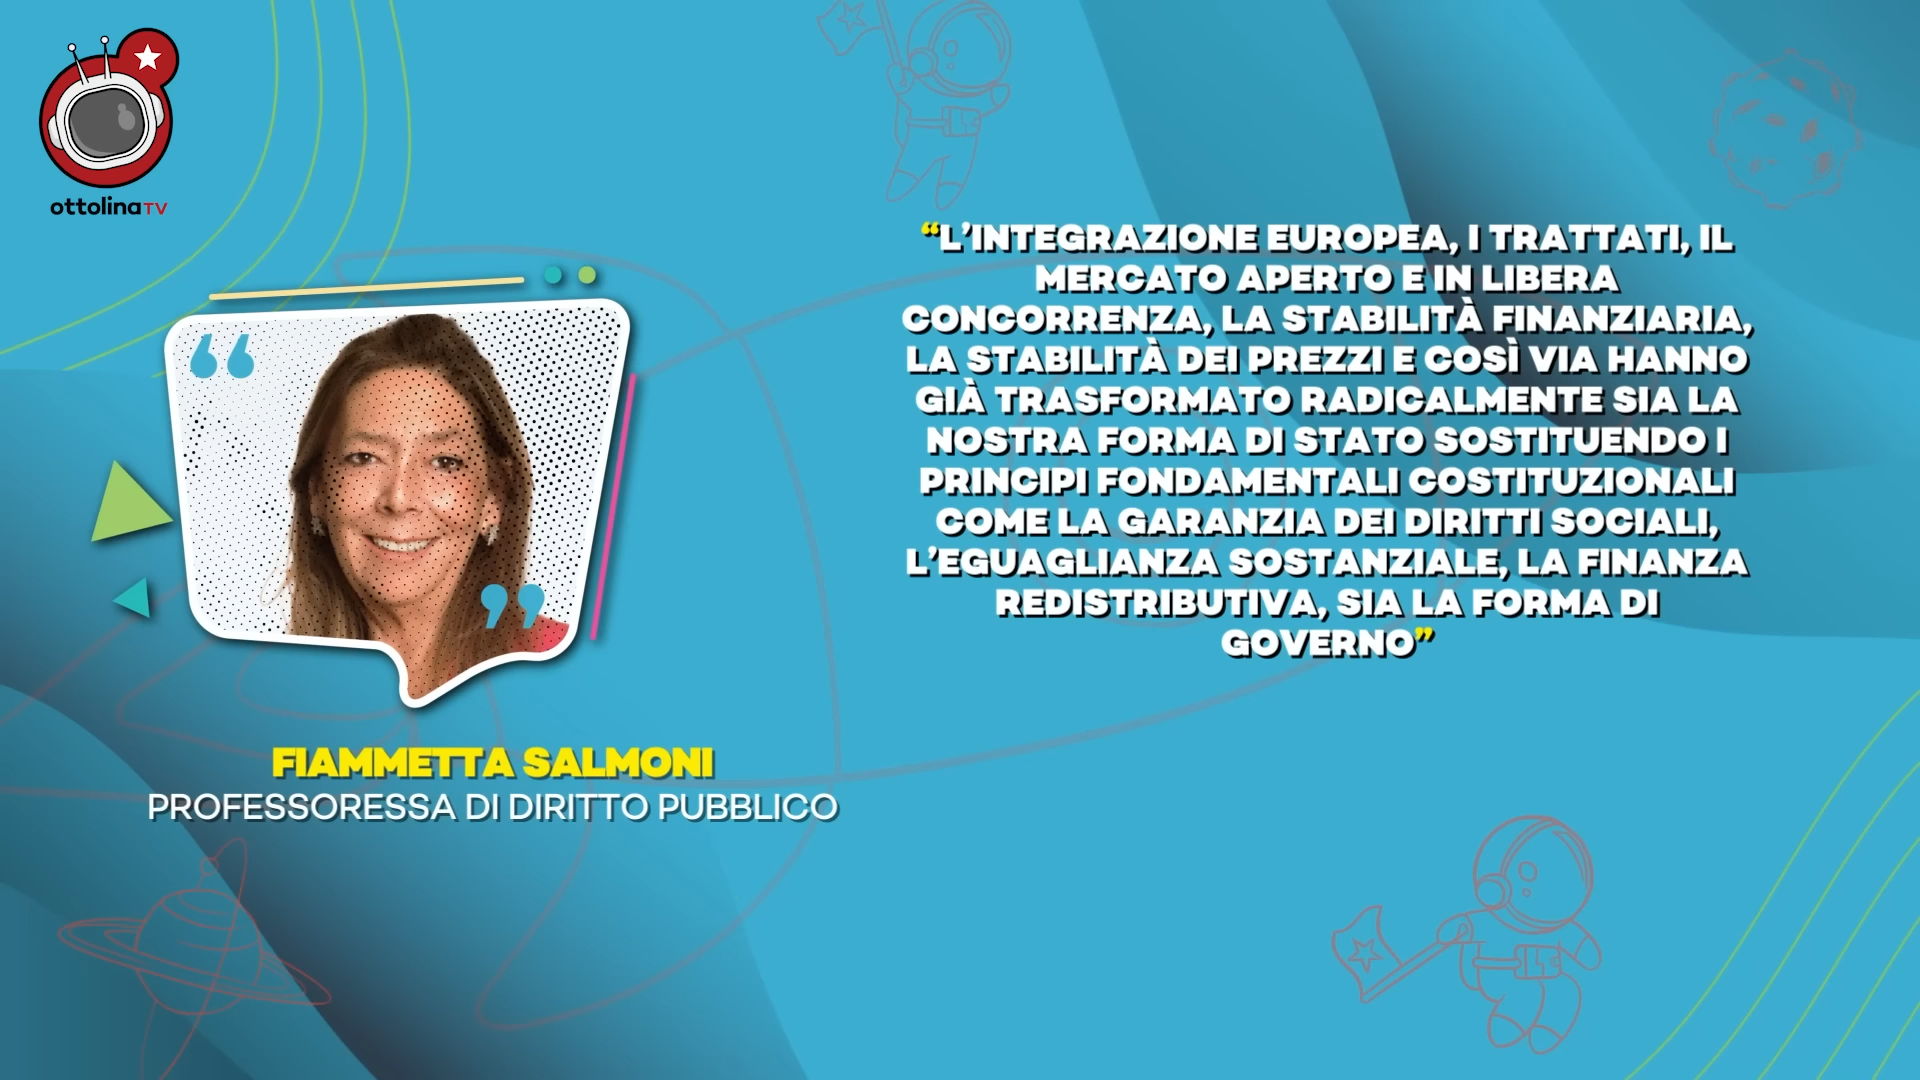 ottolinaTV
“L’INTEGRAZIONE EUROPEA, I TRATTATI, IL
MERCATO APERTO E IN LIBERA
CONCORRENZA, LA STABILITÀ FINANZIARIA,
LA STABILITÀ DEI PREZZI E COSÌ VIA HANNO
GIÀ TRASFORMATO RADICALMENTE SIA LA
NOSTRA FORMA DI STATO SOSTITUENDO I
PRINCIPI FONDAMENTALI COSTITUZIONALI
COME LA GARANZIA DEI DIRITTI SOCIALI,
L’EGUAGLIANZA SOSTANZIALE, LA FINANZA
REDISTRIBUTIVA, SIA LA FORMA DI
GOVERNO”
FIAMMETTA SALMONI
PROFESSORESSA DI DIRITTO PUBBLICO